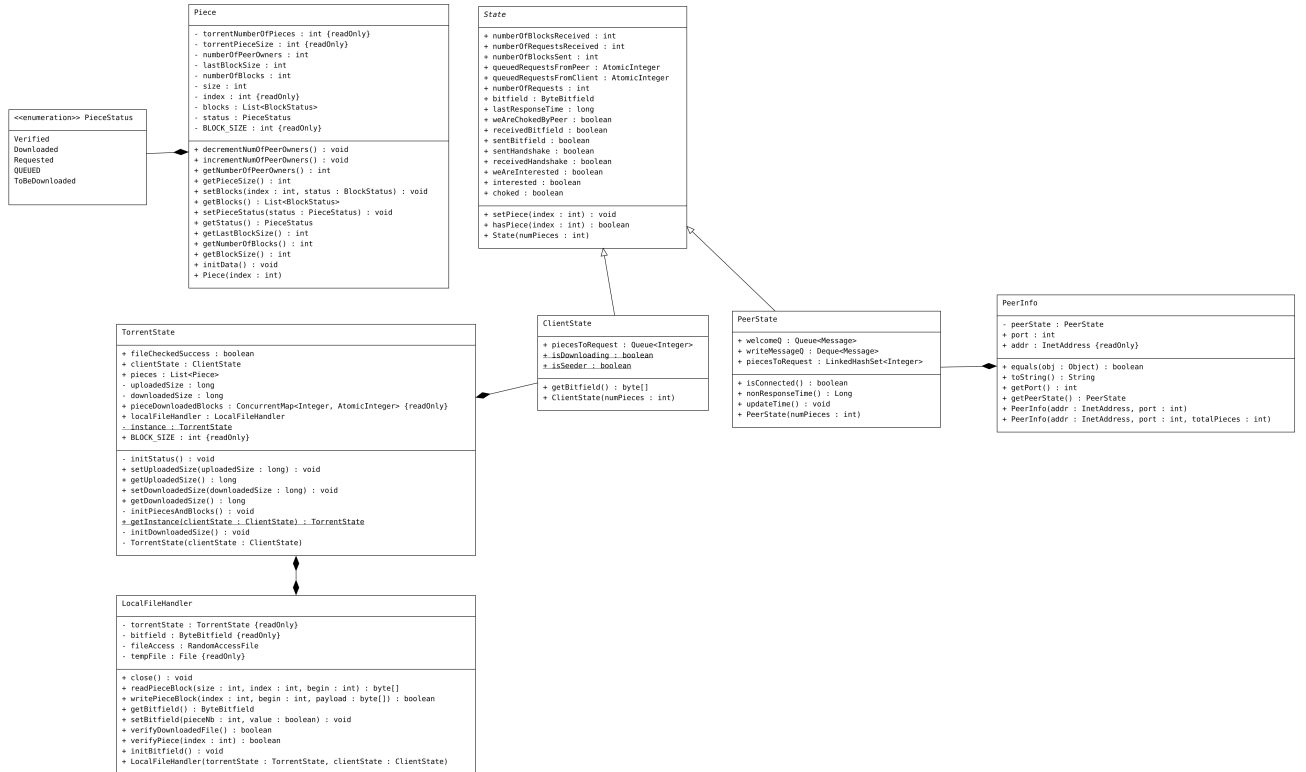 Piece
- torrentNumberOfPieces : int {readOnly}
- torrentPieceSize : int {readOnly}
- numberOfPeerOwners : int
- lastBlockSize : int
- numberOfBlocks : int
- size : int
- index : int {readOnly}
- blocks : List<BlockStatus>
- status : PieceStatus
- BLOCK_SIZE : int {readOnly}
+ decrementNumOfPeerOwners() : void
+ incrementNumOfPeerOwners() : void
+ getNumberOfPeerOwners() : int
+ getPieceSize() : int
+ setBlocks(index : int, status : BlockStatus) : void
+ getBlocks() : List<BlockStatus>
+ setPieceStatus(status : PieceStatus) : void
+ getStatus() : PieceStatus
+ getLastBlockSize() : int
+ getNumberOfBlocks() : int
+ getBlockSize() : int
+ initData() : void
+ Piece(index : int)
State
+ numberOfBlocksReceived : int
+ numberOfRequestsReceived : int
+ numberOfBlocksSent : int
+ queuedRequestsFromPeer : AtomicInteger
+ queuedRequestsFromClient : AtomicInteger
+ numberOfRequests : int
+ bitfield : ByteBitfield
+ lastResponseTime : long
+ weAreChokedByPeer : boolean
+ receivedBitfield : boolean
+ sentBitfield : boolean
+ sentHandshake : boolean
+ receivedHandshake : boolean
+ weAreInterested : boolean
+ interested : boolean
+ choked : boolean
+ setPiece(index : int) : void
+ hasPiece(index : int) : boolean
+ State(numPieces : int)
<<enumeration>> PieceStatus
Verified
Downloaded
Requested
QUEUED
ToBeDownloaded
TorrentState
+ fileCheckedSuccess : boolean
+ clientState : ClientState
+ pieces : List<Piece>
- uploadedSize : long
- downloadedSize : long
+ pieceDownloadedBlocks : ConcurrentMap<Integer, AtomicInteger> {readOnly}
+ localFileHandler : LocalFileHandler
- instance : TorrentState
+ BLOCK_SIZE : int {readOnly}
- initStatus() : void
+ setUploadedSize(uploadedSize : long) : void
+ getUploadedSize() : long
+ setDownloadedSize(downloadedSize : long) : void
+ getDownloadedSize() : long
- initPiecesAndBlocks() : void
+ getInstance(clientState : ClientState) : TorrentState
- initDownloadedSize() : void
- TorrentState(clientState : ClientState)
ClientState
+ piecesToRequest : Queue<Integer>
+ isDownloading : boolean
+ isSeeder : boolean
+ getBitfield() : byte[]
+ ClientState(numPieces : int)
PeerState
+ welcomeQ : Queue<Message>
+ writeMessageQ : Deque<Message>
+ piecesToRequest : LinkedHashSet<Integer>
+ isConnected() : boolean
+ nonResponseTime() : Long
+ updateTime() : void
+ PeerState(numPieces : int)
PeerInfo
- peerState : PeerState
+ port : int
+ addr : InetAddress {readOnly}
+ equals(obj : Object) : boolean
+ toString() : String
+ getPort() : int
+ getPeerState() : PeerState
+ PeerInfo(addr : InetAddress, port : int)
+ PeerInfo(addr : InetAddress, port : int, totalPieces : int)
LocalFileHandler
- torrentState : TorrentState {readOnly}
- bitfield : ByteBitfield {readOnly}
- fileAccess : RandomAccessFile
- tempFile : File {readOnly}
+ close() : void
+ readPieceBlock(size : int, index : int, begin : int) : byte[]
+ writePieceBlock(index : int, begin : int, payload : byte[]) : boolean
+ getBitfield() : ByteBitfield
+ setBitfield(pieceNb : int, value : boolean) : void
+ verifyDownloadedFile() : boolean
+ verifyPiece(index : int) : boolean
+ initBitfield() : void
+ LocalFileHandler(torrentState : TorrentState, clientState : ClientState)